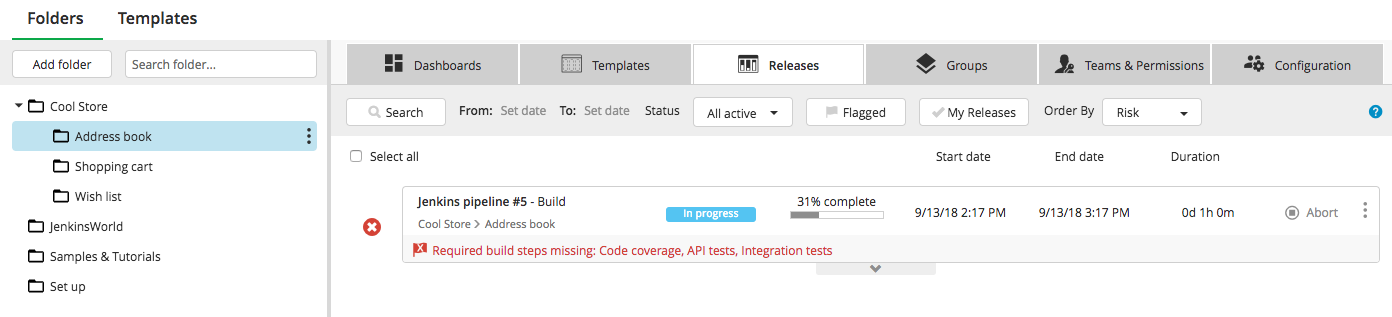 Folders Templates
Add folder
Search folder...
Cool Store
Address book
Shopping cart
Wish list
JenkinsWorld
Samples & Tutorials
Set up
Dashboards Templates Releases Groups Teams & Permissions Configuration
Search From: Set date To: Set date Status All active Flagged My Releases Order By Risk ?
Select all Start date End date Duration
Jenkins pipeline #5 - Build In progress 31% complete 9/13/18 2:17 PM 9/13/18 3:17 PM 0d 1h 0m Abort
Cool Store > Address book
Required build steps missing: Code coverage, API tests, Integration tests